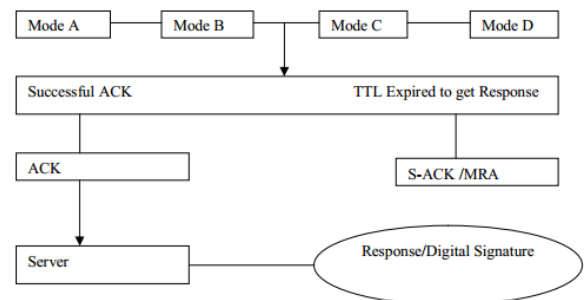 Mode A
Mode B
Mode C
Mode D
Successful ACK
TTL Expired to get Response
ACK
S-ACK /MRA
Server
Response/Digital Signature